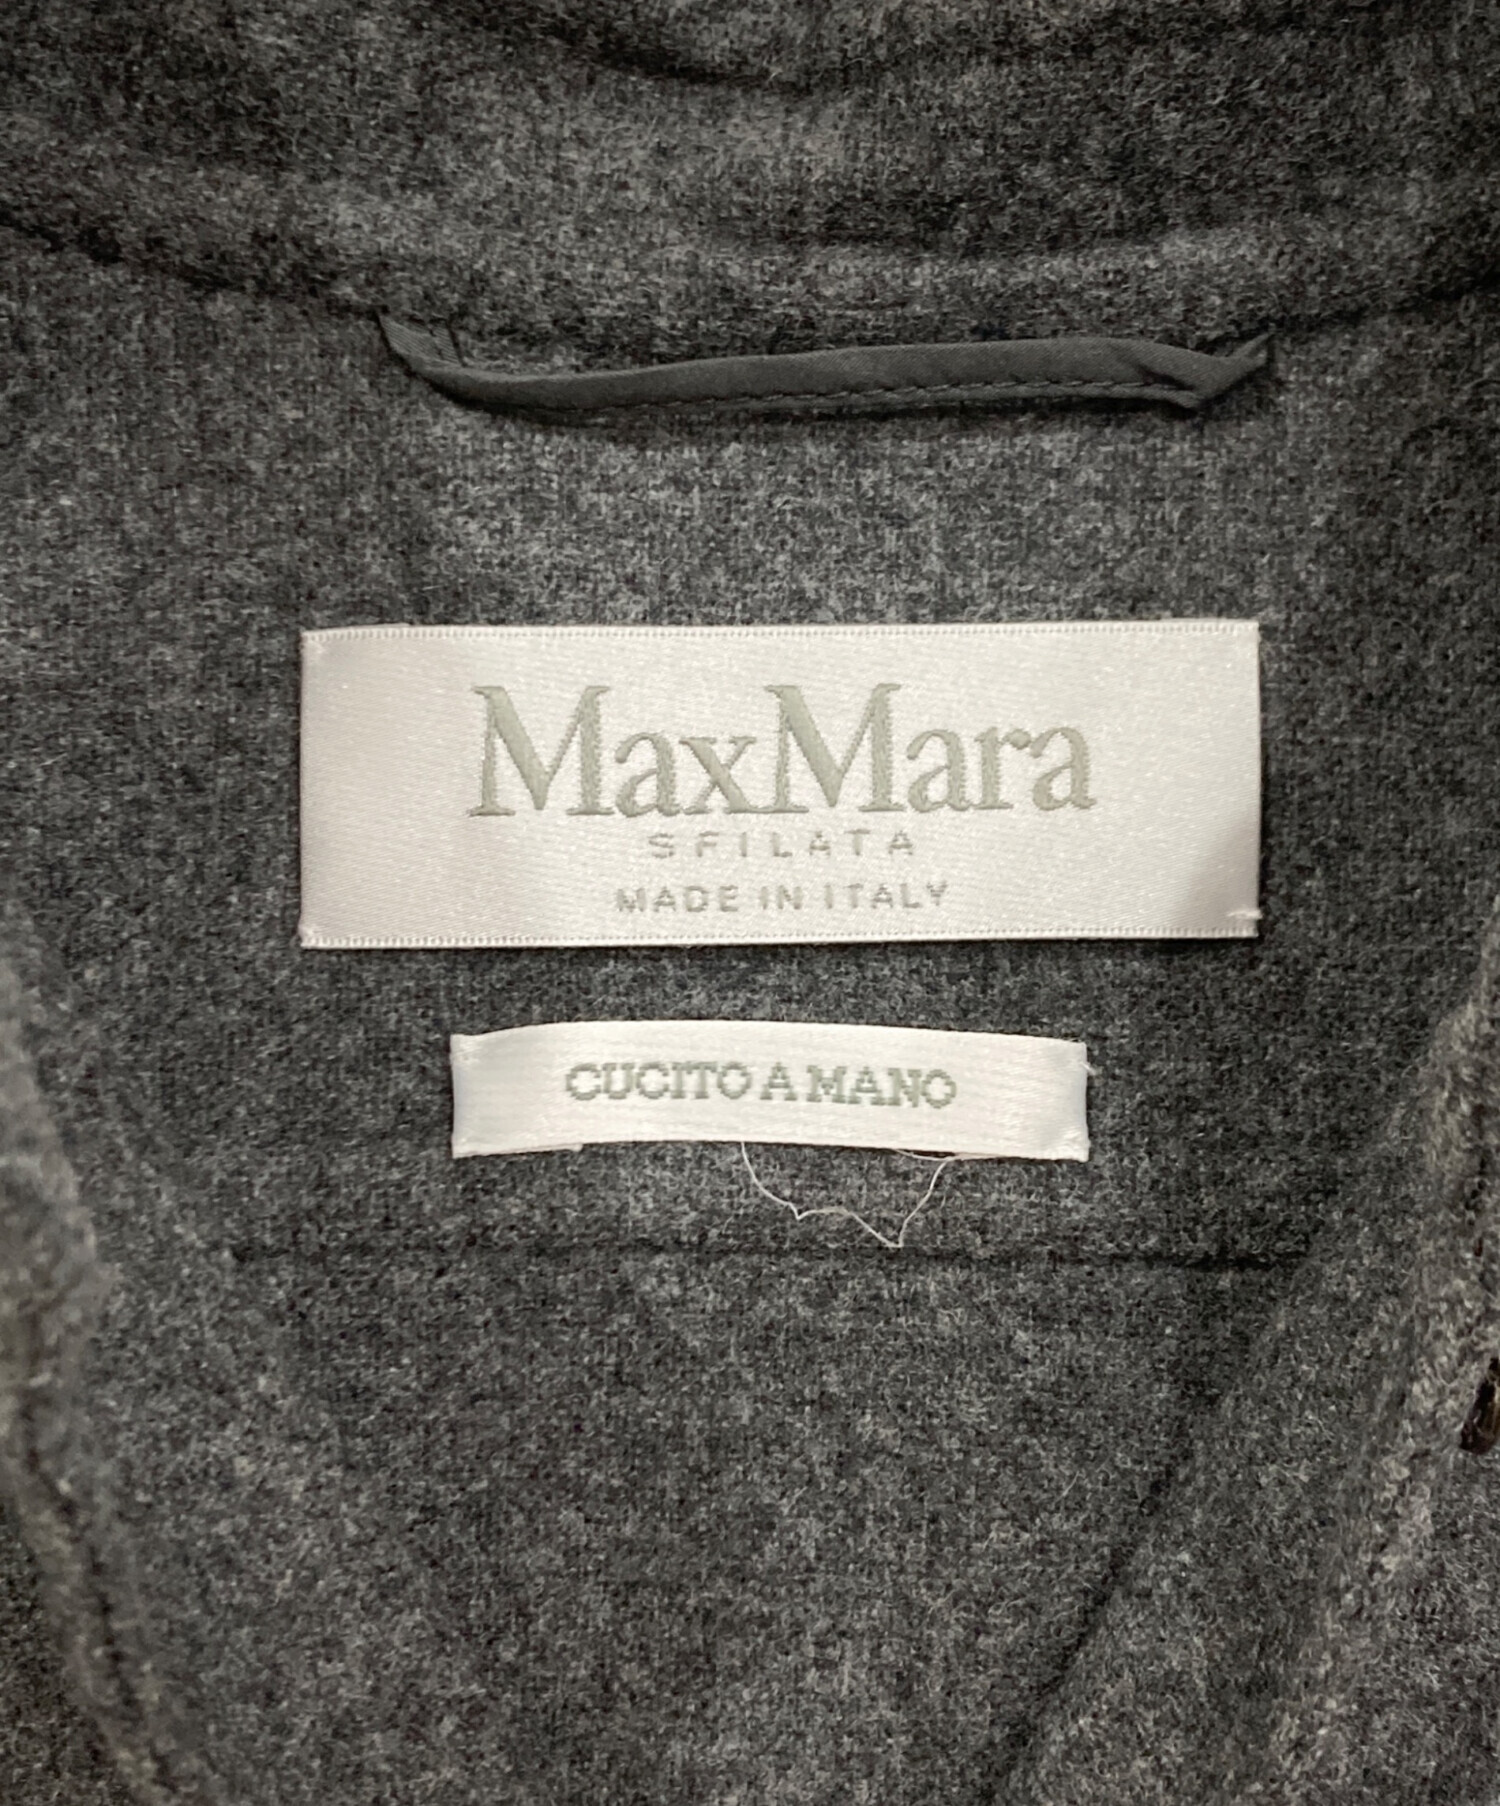 MaxMara
SFILATA
MADE IN ITALY
CUCITO A MANO